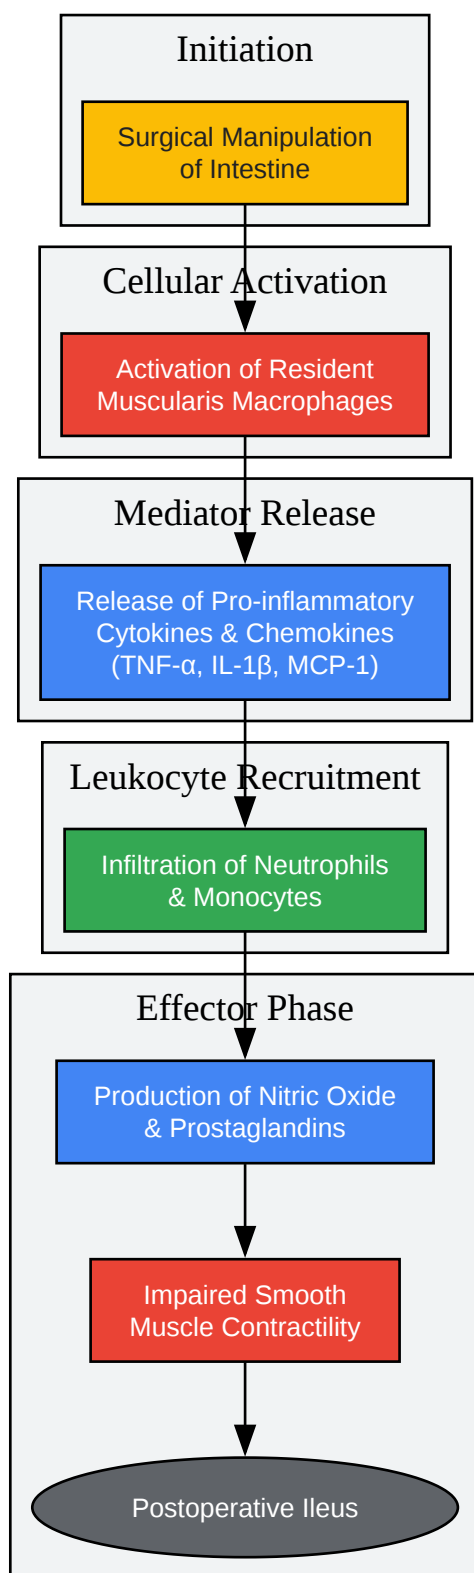 Initiation
Surgical Manipulation
of Intestine
Cellular Activation
Activation of Resident
Muscularis Macrophages
Mediator Release
Release of Pro-inflammatory
Cytokines & Chemokines
(TNF-α, IL-1β, MCP-1)
Leukocyte Recruitment
Infiltration of Neutrophils
& Monocytes
Effector Phase
Production of Nitric Oxide
& Prostaglandins
Impaired Smooth
Muscle Contractility
Postoperative Ileus